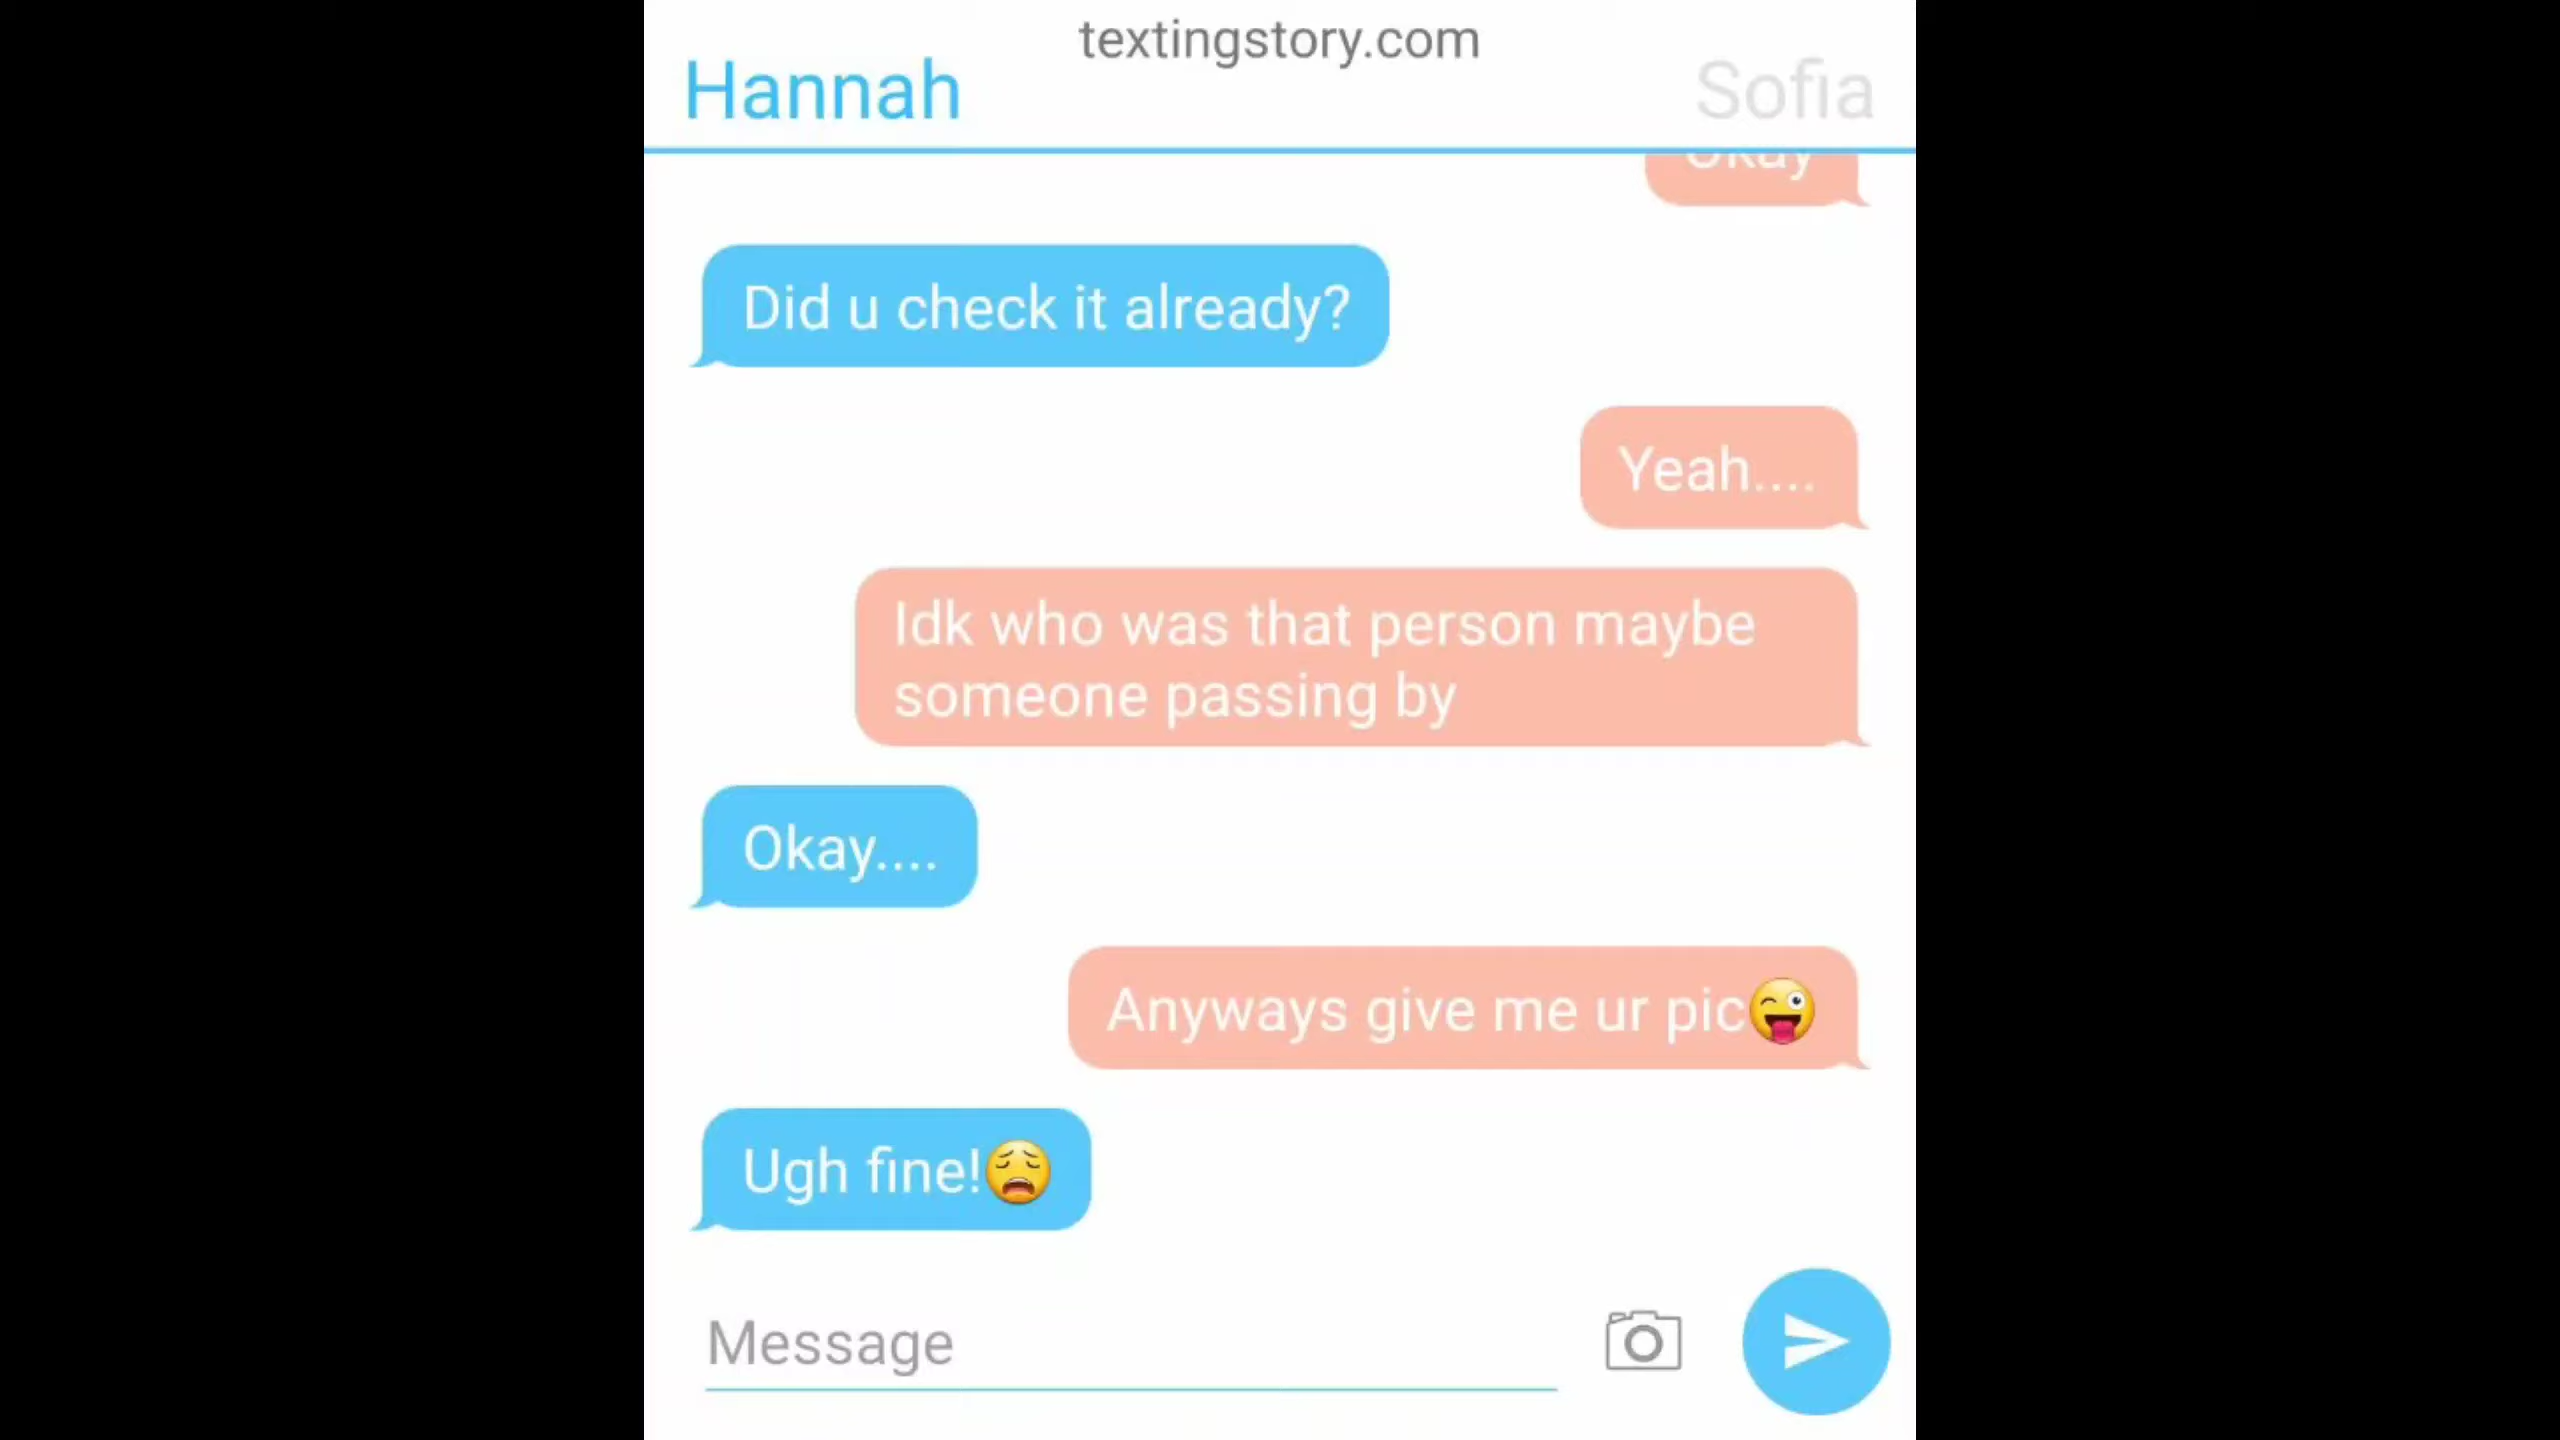 textingstory.com
Hannah
Sofia
Okay
Did u check it already?
Yeah....
Idk who was that person maybe
someone passing by
Okay....
Anyways give me ur pic😜
Ugh fine!😩
Message